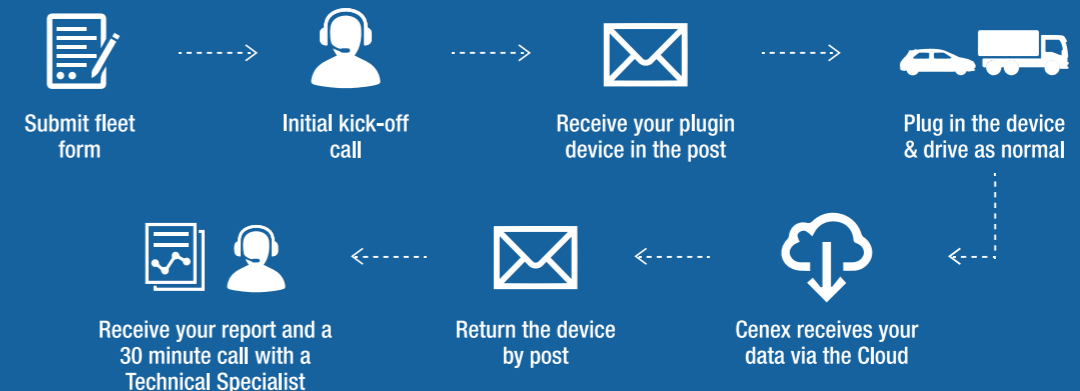 Submit fleet
form
Initial kick-off
call
Receive your plugin
device in the post
Plug in the device
& drive as normal
Cenex receives your
data via the Cloud
Return the device
by post
Receive your report and a
30 minute call with a
Technical Specialist